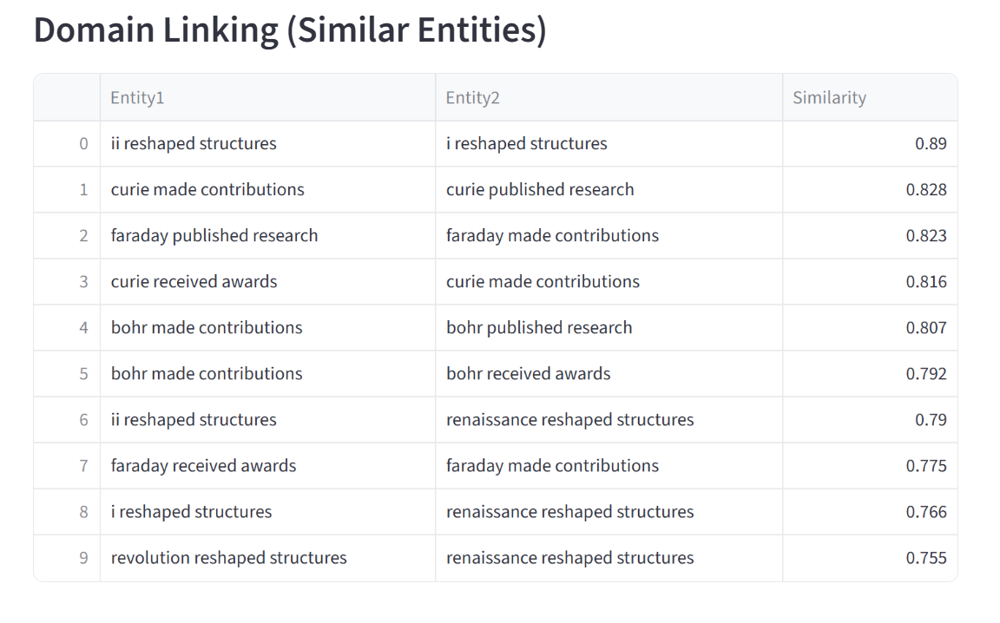 Domain Linking (Similar Entities)
Entity1 Entity2 Similarity
0 ii reshaped structures i reshaped structures 0.89
1 curie made contributions curie published research 0.828
2 faraday published research faraday made contributions 0.823
3 curie received awards curie made contributions 0.816
4 bohr made contributions bohr published research 0.807
5 bohr made contributions bohr received awards 0.792
6 ii reshaped structures renaissance reshaped structures 0.79
7 faraday received awards faraday made contributions 0.775
8 i reshaped structures renaissance reshaped structures 0.766
9 revolution reshaped structures renaissance reshaped structures 0.755